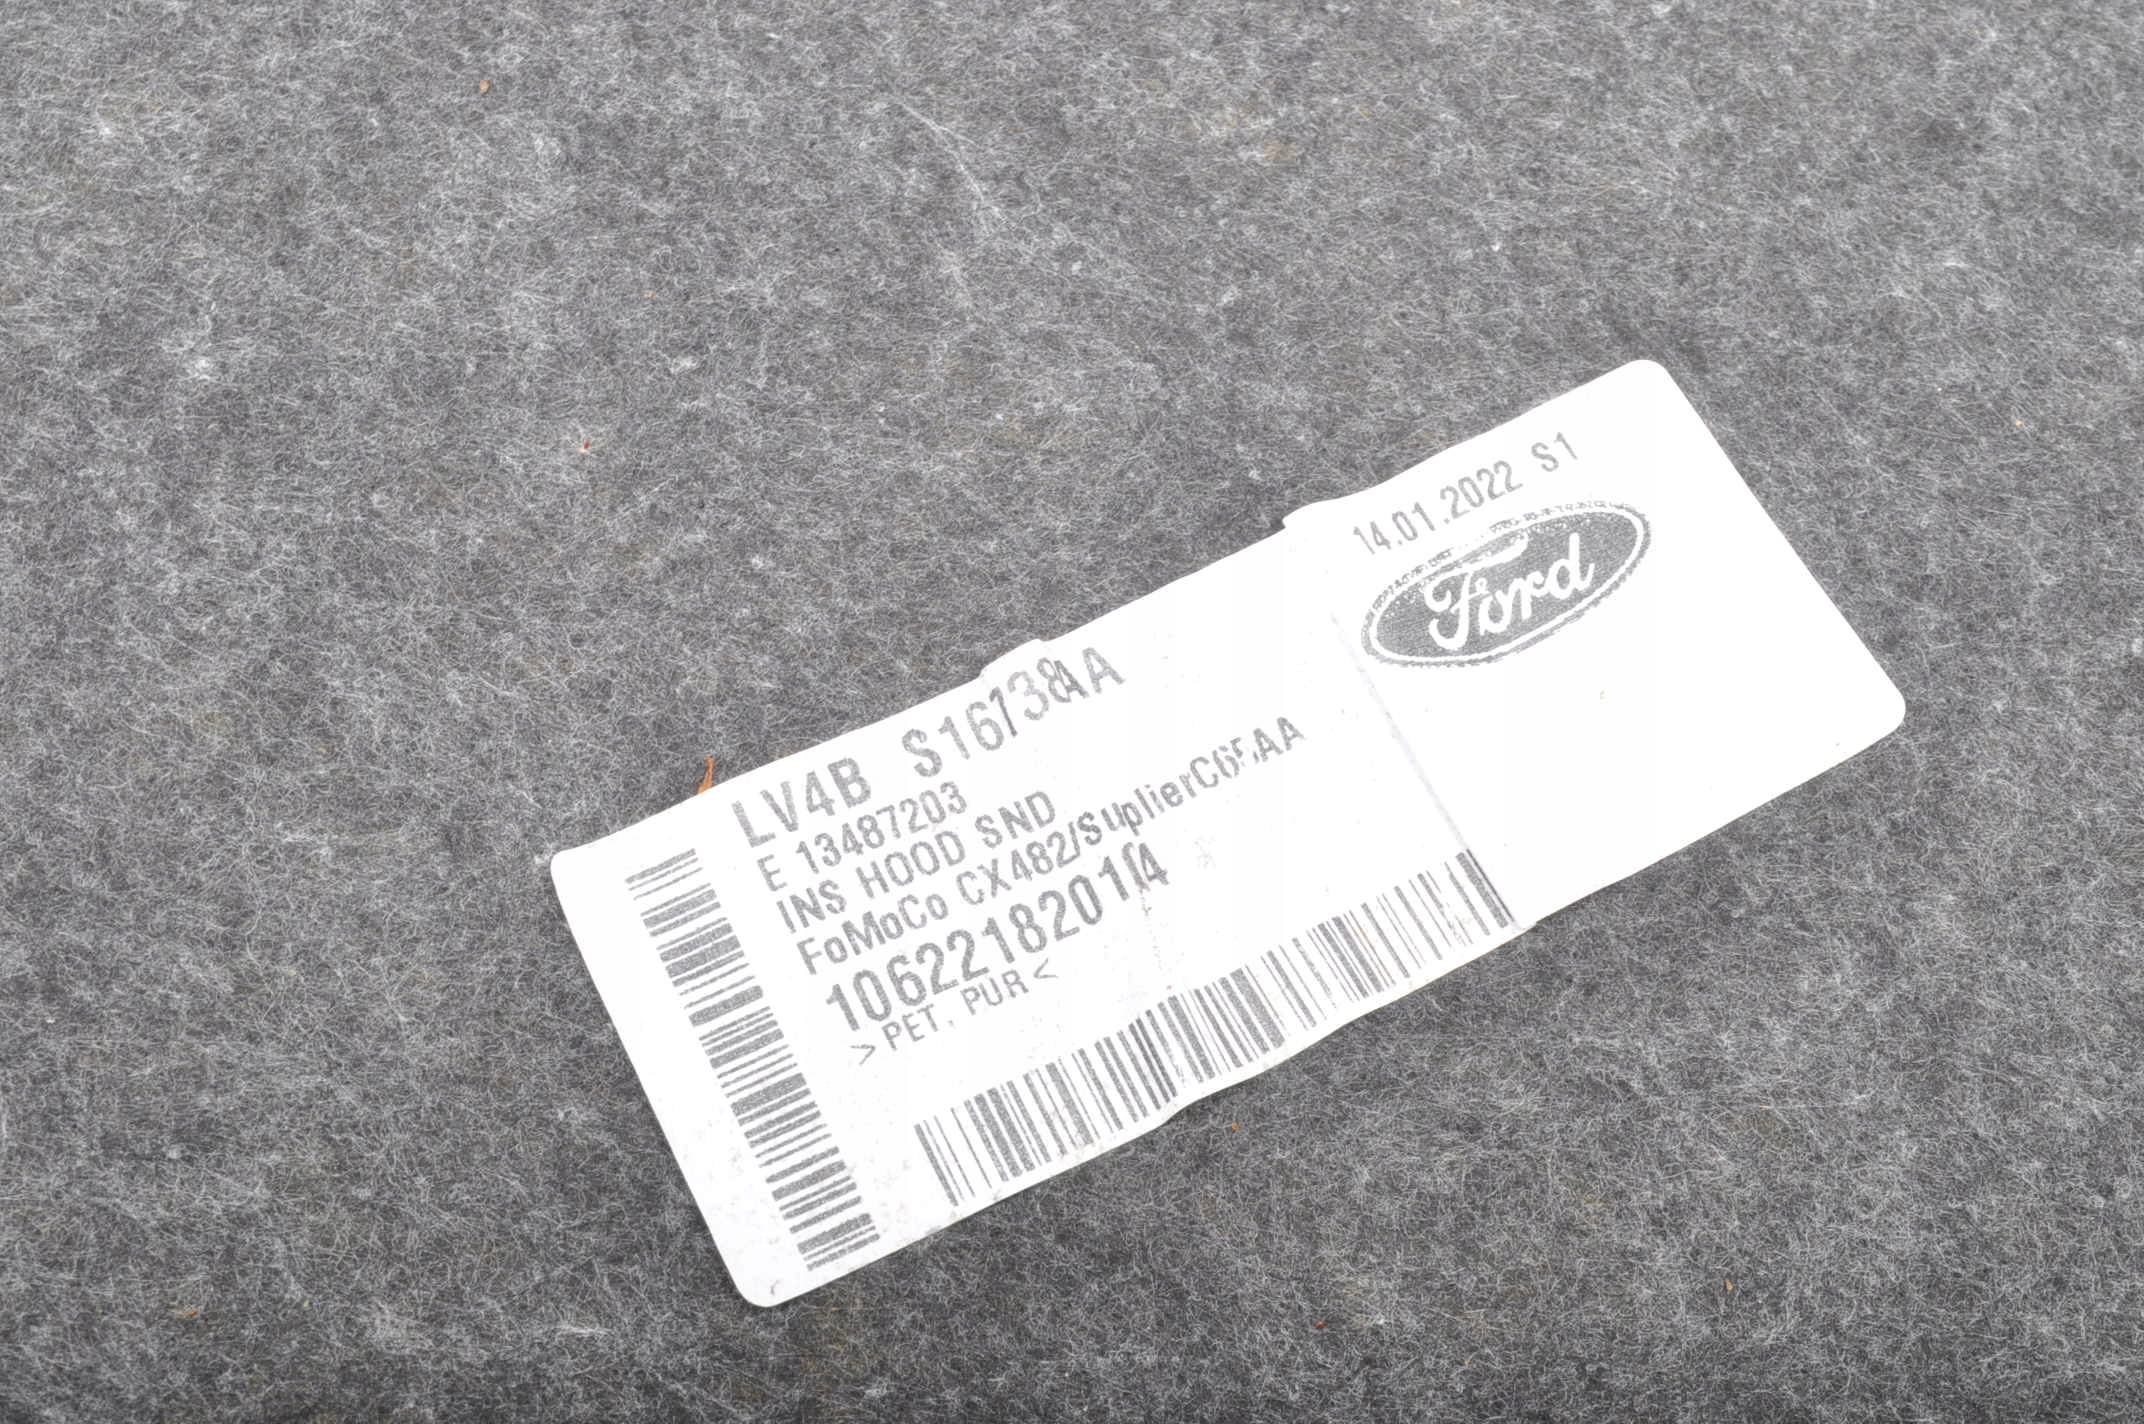 14.01.2022 S1
Ford
LV4B S16738AA
E 13487203
INS HOOD SND
FoMoCo CX482/SuplierC65AA
10622182014
>PET, PUR<